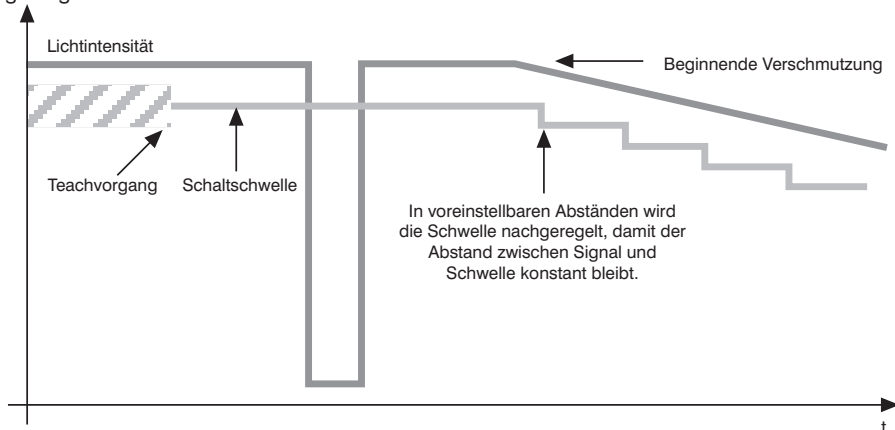 Lichtintensität
Beginnende Verschmutzung
Teachvorgang
Schaltschwelle
In voreinstellbaren Abständen wird
die Schwelle nachgeregelt, damit der
Abstand zwischen Signal und
Schwelle konstant bleibt.
t